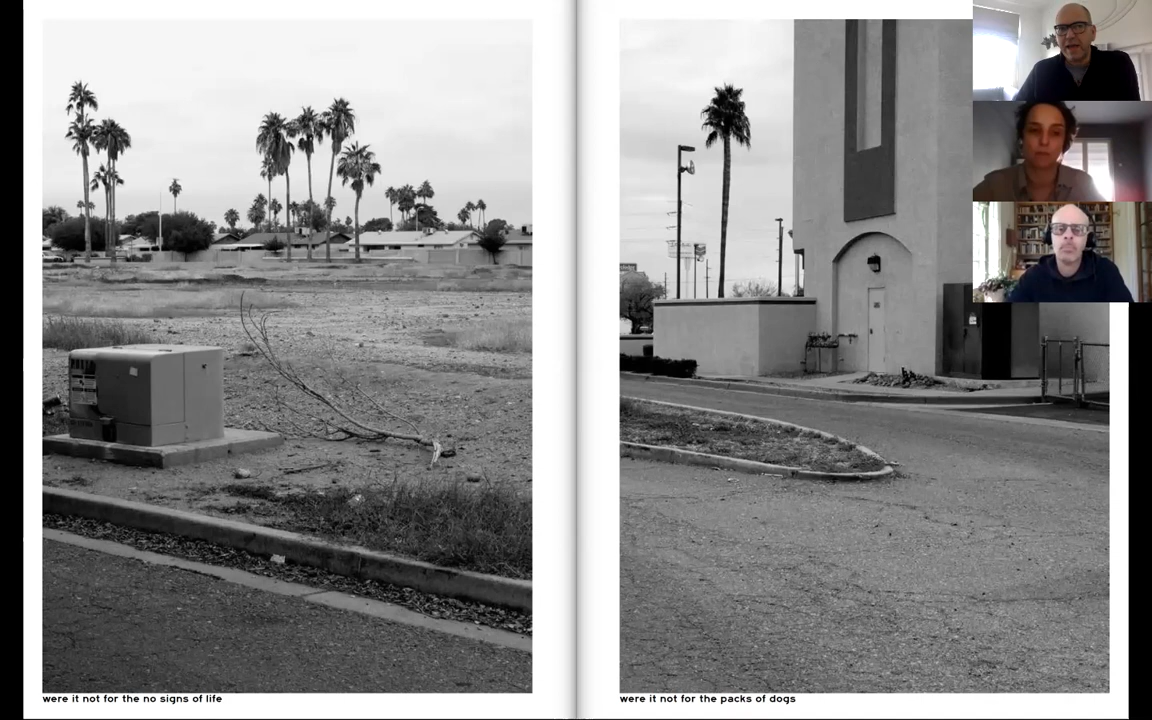 were it not for the no signs of life
were it not for the packs of dogs